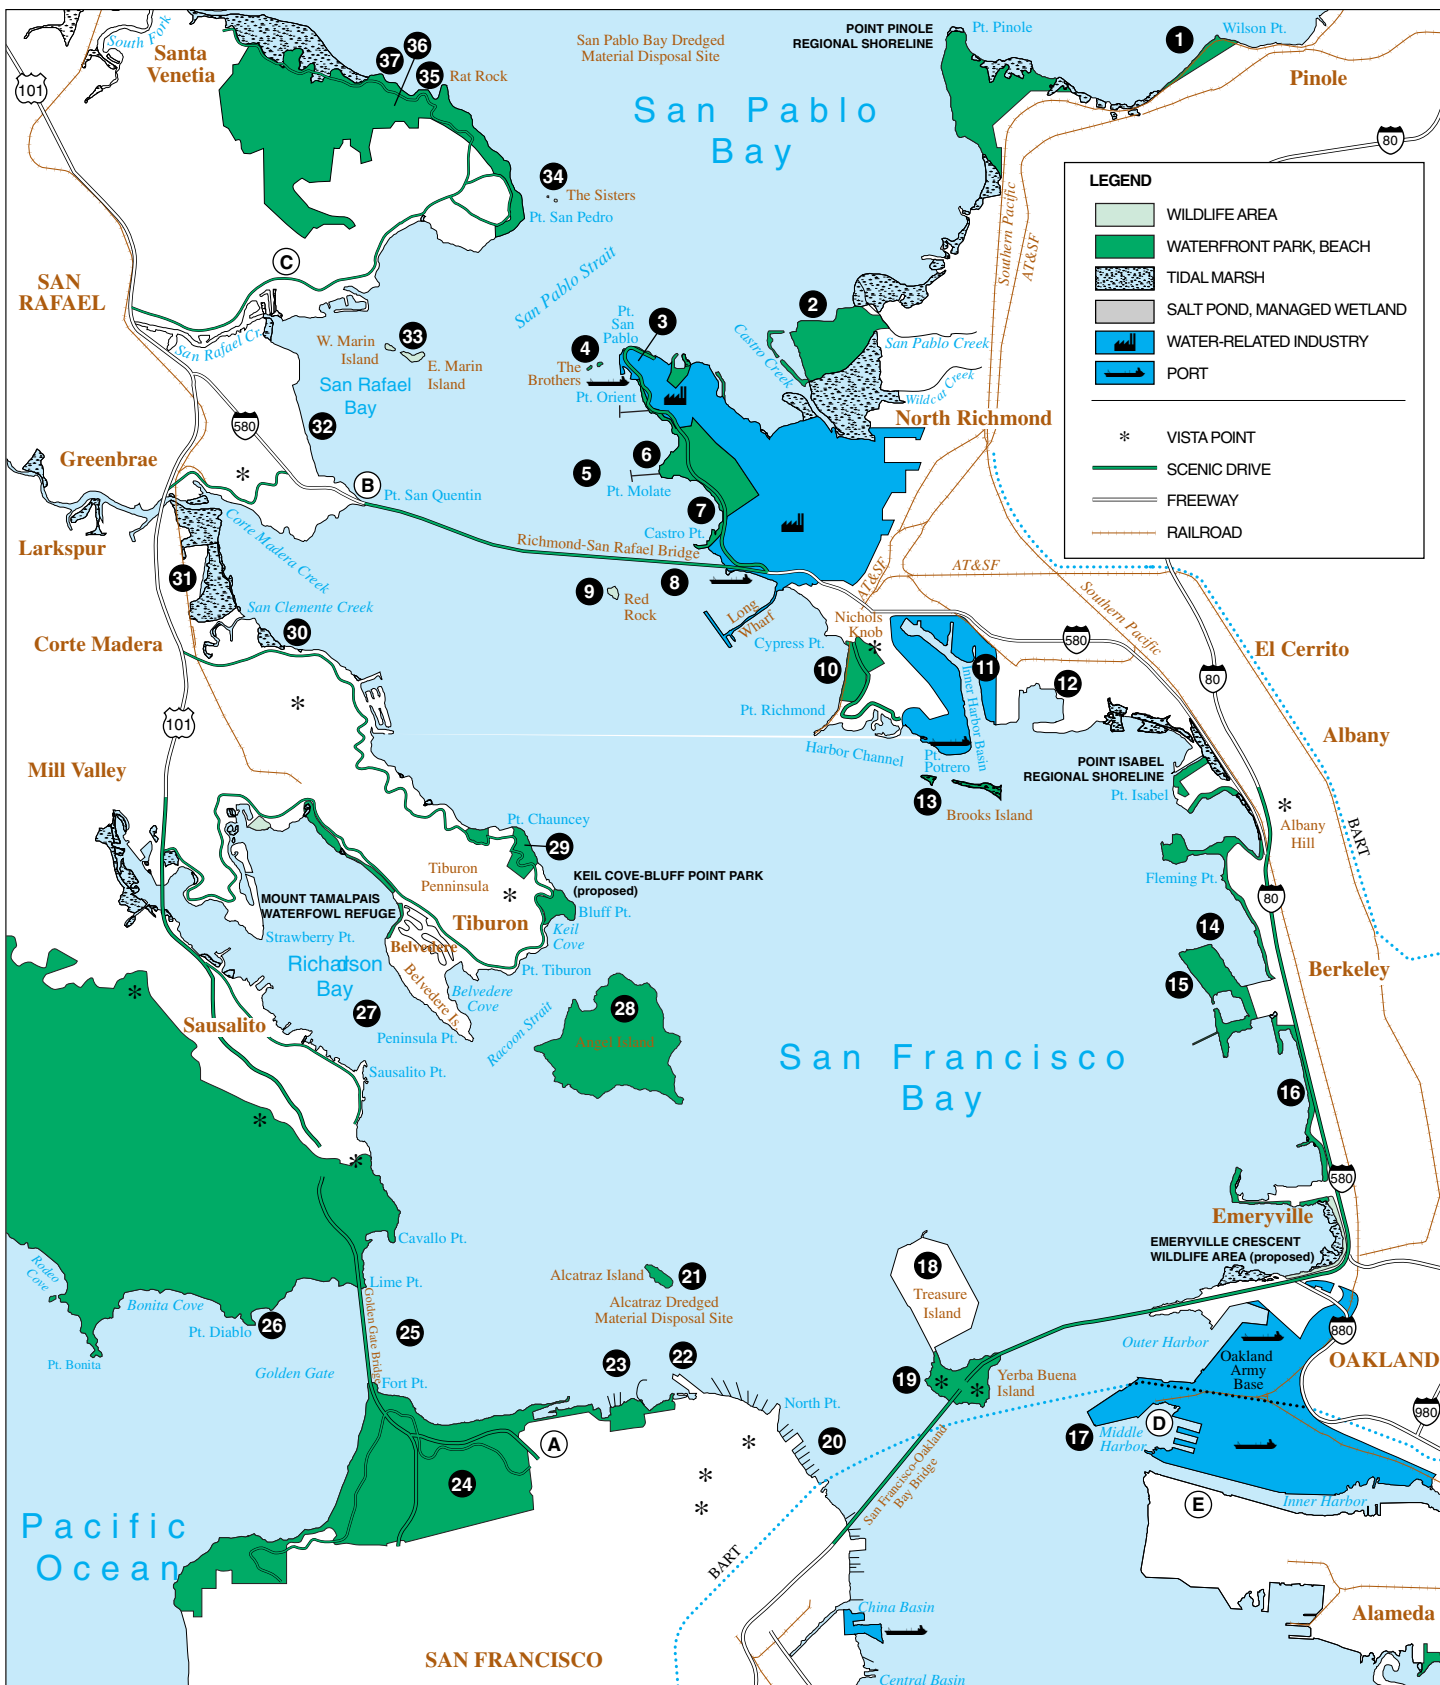 South Fork
Santa
Venetia
101
37
36
35
Rat Rock
San Pablo Bay Dredged
Material Disposal Site
POINT PINOLE
REGIONAL SHORELINE
Pt. Pinole
1
Wilson Pt.
Pinole
San Pablo
Bay
80
34
The Sisters
Pt. San Pedro
LEGEND
WILDLIFE AREA
WATERFRONT PARK, BEACH
TIDAL MARSH
SALT POND, MANAGED WETLAND
WATER-RELATED INDUSTRY
PORT
VISTA POINT
SCENIC DRIVE
FREEWAY
RAILROAD
Southern Pacific
AT&SF
C
SAN
RAFAEL
San Pablo Strait
San Rafael Cr.
W. Marin
Island
33
E. Marin
Island
San Rafael
Bay
32
Pt.
San
Pablo
3
4
The
Brothers
Pt. Orient
2
Castro Creek
San Pablo Creek
Wildcat Creek
North Richmond
580
Greenbrae
B
Pt. San Quentin
5
6
Pt. Molate
7
Castro Pt.
Richmond-San Rafael Bridge
Larkspur
Corte Madera Creek
31
San Clemente Creek
30
Corte Madera
9
Red
Rock
8
Long
Wharf
AT&SF
AT&SF
Southern Pacific
Nichols
Knob
Cypress Pt.
10
Pt. Richmond
580
11
Inner Harbor Basin
12
El Cerrito
80
Albany
Harbor Channel
Pt.
Potrero
13
Brooks Island
POINT ISABEL
REGIONAL SHORELINE
Pt. Isabel
Albany
Hill
BART
101
Mill Valley
Pt. Chauncey
29
Tiburon
Penninsula
KEIL COVE-BLUFF POINT PARK
(proposed)
MOUNT TAMALPAIS
WATERFOWL REFUGE
Tiburon
Bluff Pt.
Keil
Cove
Strawberry Pt.
Belvedere
Richardson
Bay
Belvedere Is.
Pt. Tiburon
Belvedere
Cove
27
Peninsula Pt.
Racoon Strait
28
Angel Island
Fleming Pt.
80
14
15
Berkeley
Sausalito
Sausalito Pt.
San Francisco
Bay
16
580
Emeryville
EMERYVILLE CRESCENT
WILDLIFE AREA (proposed)
Cavallo Pt.
Rodeo
Cove
Lime Pt.
Bonita Cove
Pt. Diablo
26
Pt. Bonita
Golden Gate
Golden Gate Bridge
25
Fort Pt.
Alcatraz Island
21
Alcatraz Dredged
Material Disposal Site
18
Treasure
Island
23
22
19
Yerba Buena
Island
North Pt.
20
Outer Harbor
Oakland
Army
Base
880
OAKLAND
980
17
Middle
Harbor
D
Inner Harbor
E
A
24
San Francisco-Oakland
Bay Bridge
Pacific
Ocean
BART
China Basin
Central Basin
SAN FRANCISCO
Alameda